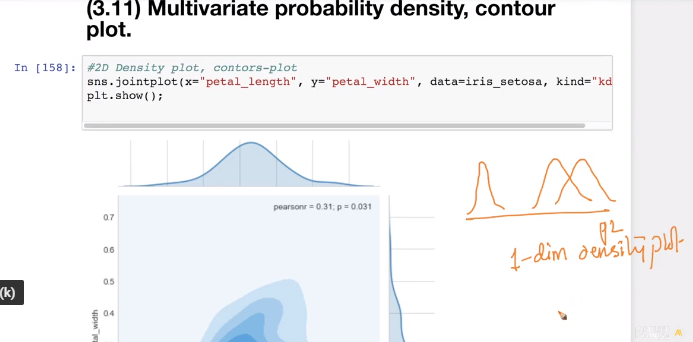 (3.11) Multivariate probability density, contour
plot.
In [158]:
#2D Density plot, contors-plot
sns.jointplot(x="petal_length", y="petal_width", data=iris_setosa, kind="kd
plt.show();
pearsonr = 0.31; p = 0.031
0.7
0.6
0.5
0.4
tal_width
(k)
1-dim density plot